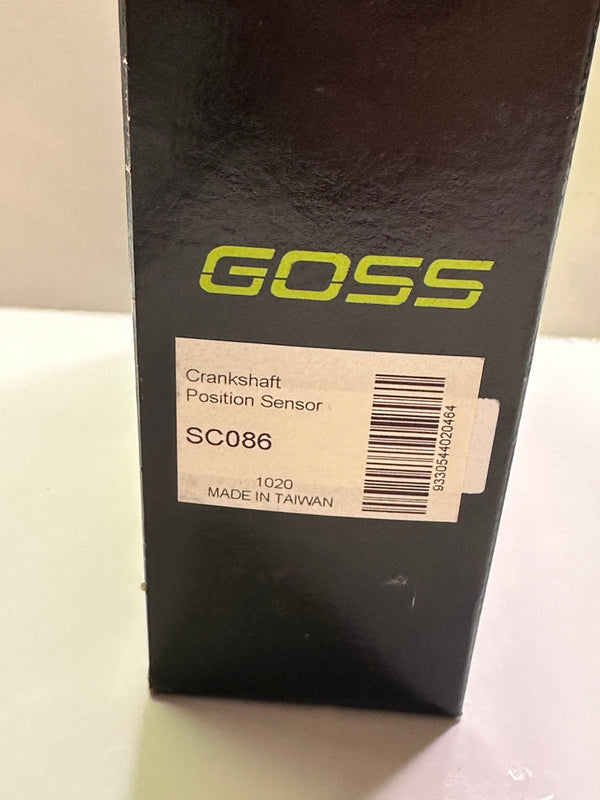 GOSS
Crankshaft
Position Sensor
SC086
1020
MADE IN TAIWAN
9330544020464